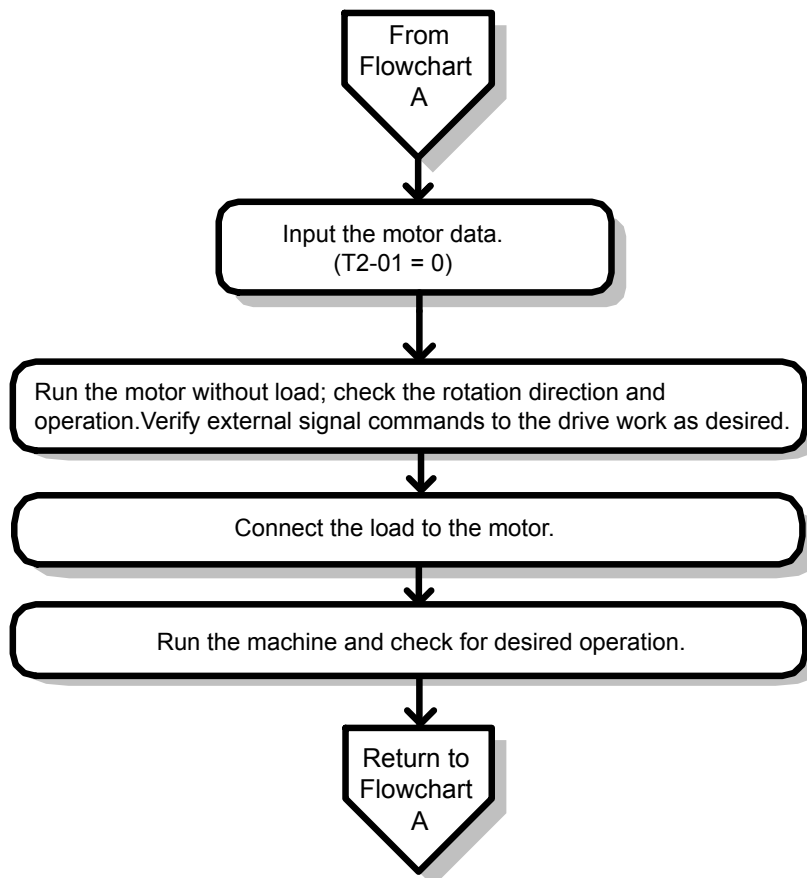 From
Flowchart
A
Input the motor data.
(T2-01 = 0)
Run the motor without load; check the rotation direction and
operation.Verify external signal commands to the drive work as desired.
Connect the load to the motor.
Run the machine and check for desired operation.
Return to
Flowchart
A